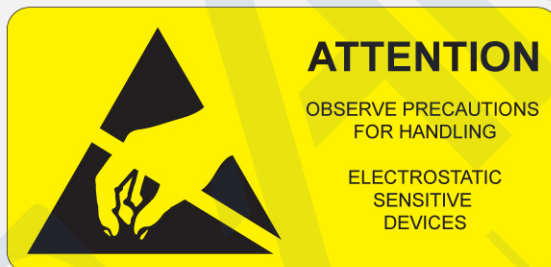 ATTENTION
OBSERVE PRECAUTIONS
FOR HANDLING
ELECTROSTATIC
SENSITIVE
DEVICES